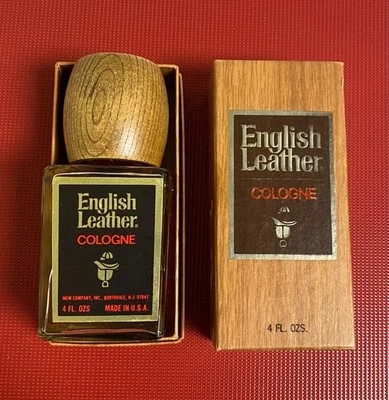 English
Leather®
COLOGNE
MEM COMPANY, INC., NORTHVALE, N.J. 07647
4 FL. OZS MADE IN U.S.A.
English
Leather®
COLOGNE
4 FL. OZS.